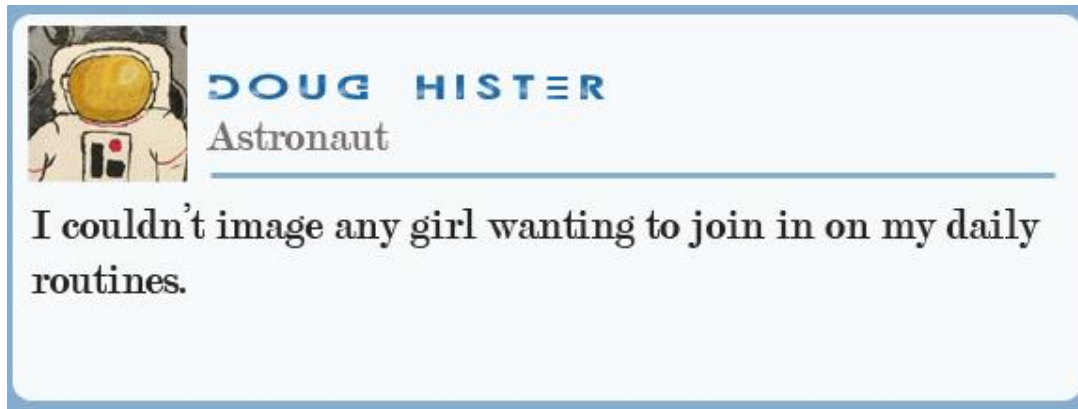 DOUG HISTER
Astronaut
I couldn't image any girl wanting to join in on my daily
routines.